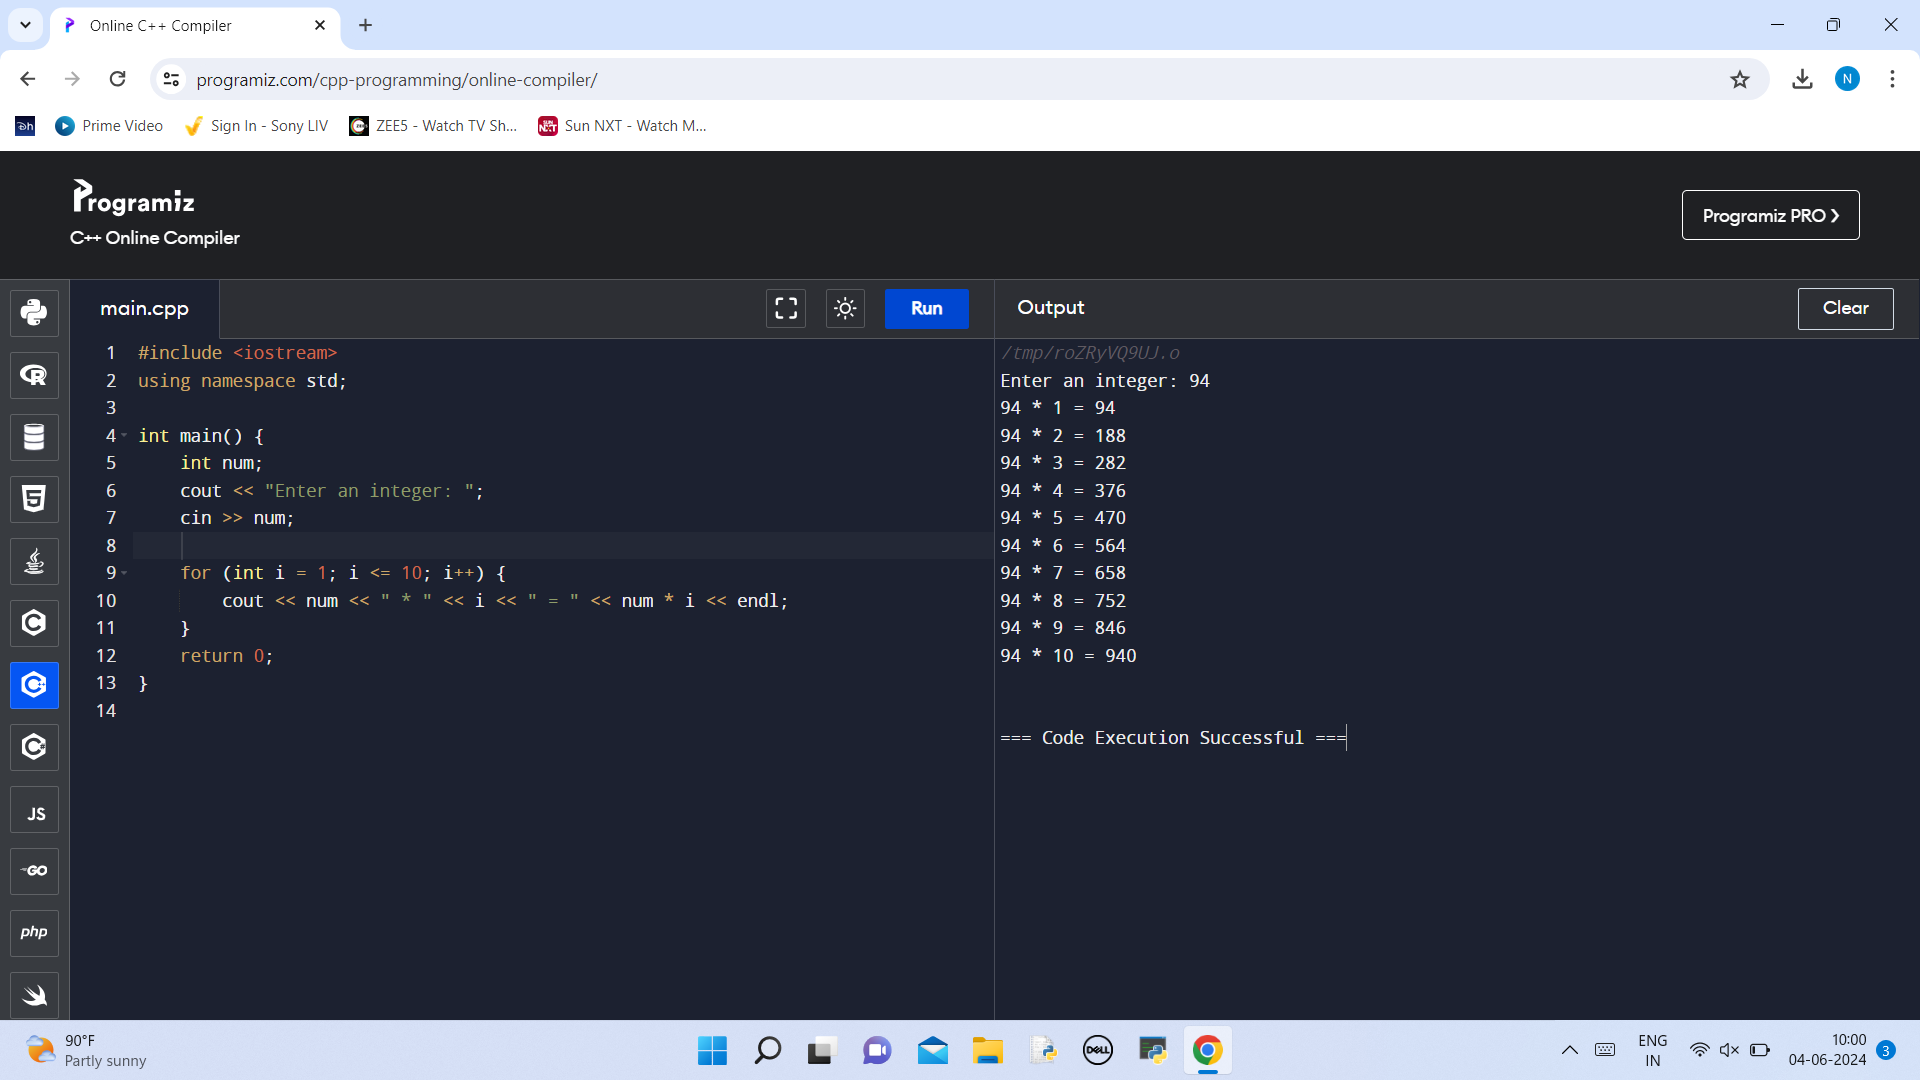 Online C++ Compiler
programiz.com/cpp-programming/online-compiler/
N
Prime Video
Sign In - Sony LIV
ZEE5 - Watch TV Sh...
Sun NXT - Watch M...
Programiz
C++ Online Compiler
Programiz PRO ❯
main.cpp
Run
Output
Clear
1 #include <iostream>
2 using namespace std;
3
4 int main() {
5     int num;
6     cout << "Enter an integer: ";
7     cin >> num;
8
9     for (int i = 1; i <= 10; i++) {
10         cout << num << " * " << i << " = " << num * i << endl;
11     }
12     return 0;
13 }
14
/tmp/roZRyVQ9UJ.o
Enter an integer: 94
94 * 1 = 94
94 * 2 = 188
94 * 3 = 282
94 * 4 = 376
94 * 5 = 470
94 * 6 = 564
94 * 7 = 658
94 * 8 = 752
94 * 9 = 846
94 * 10 = 940
=== Code Execution Successful ===
R
5
C
C
C
JS
GO
php
90°F
Partly sunny
DELL
ENG
IN
10:00
04-06-2024
3